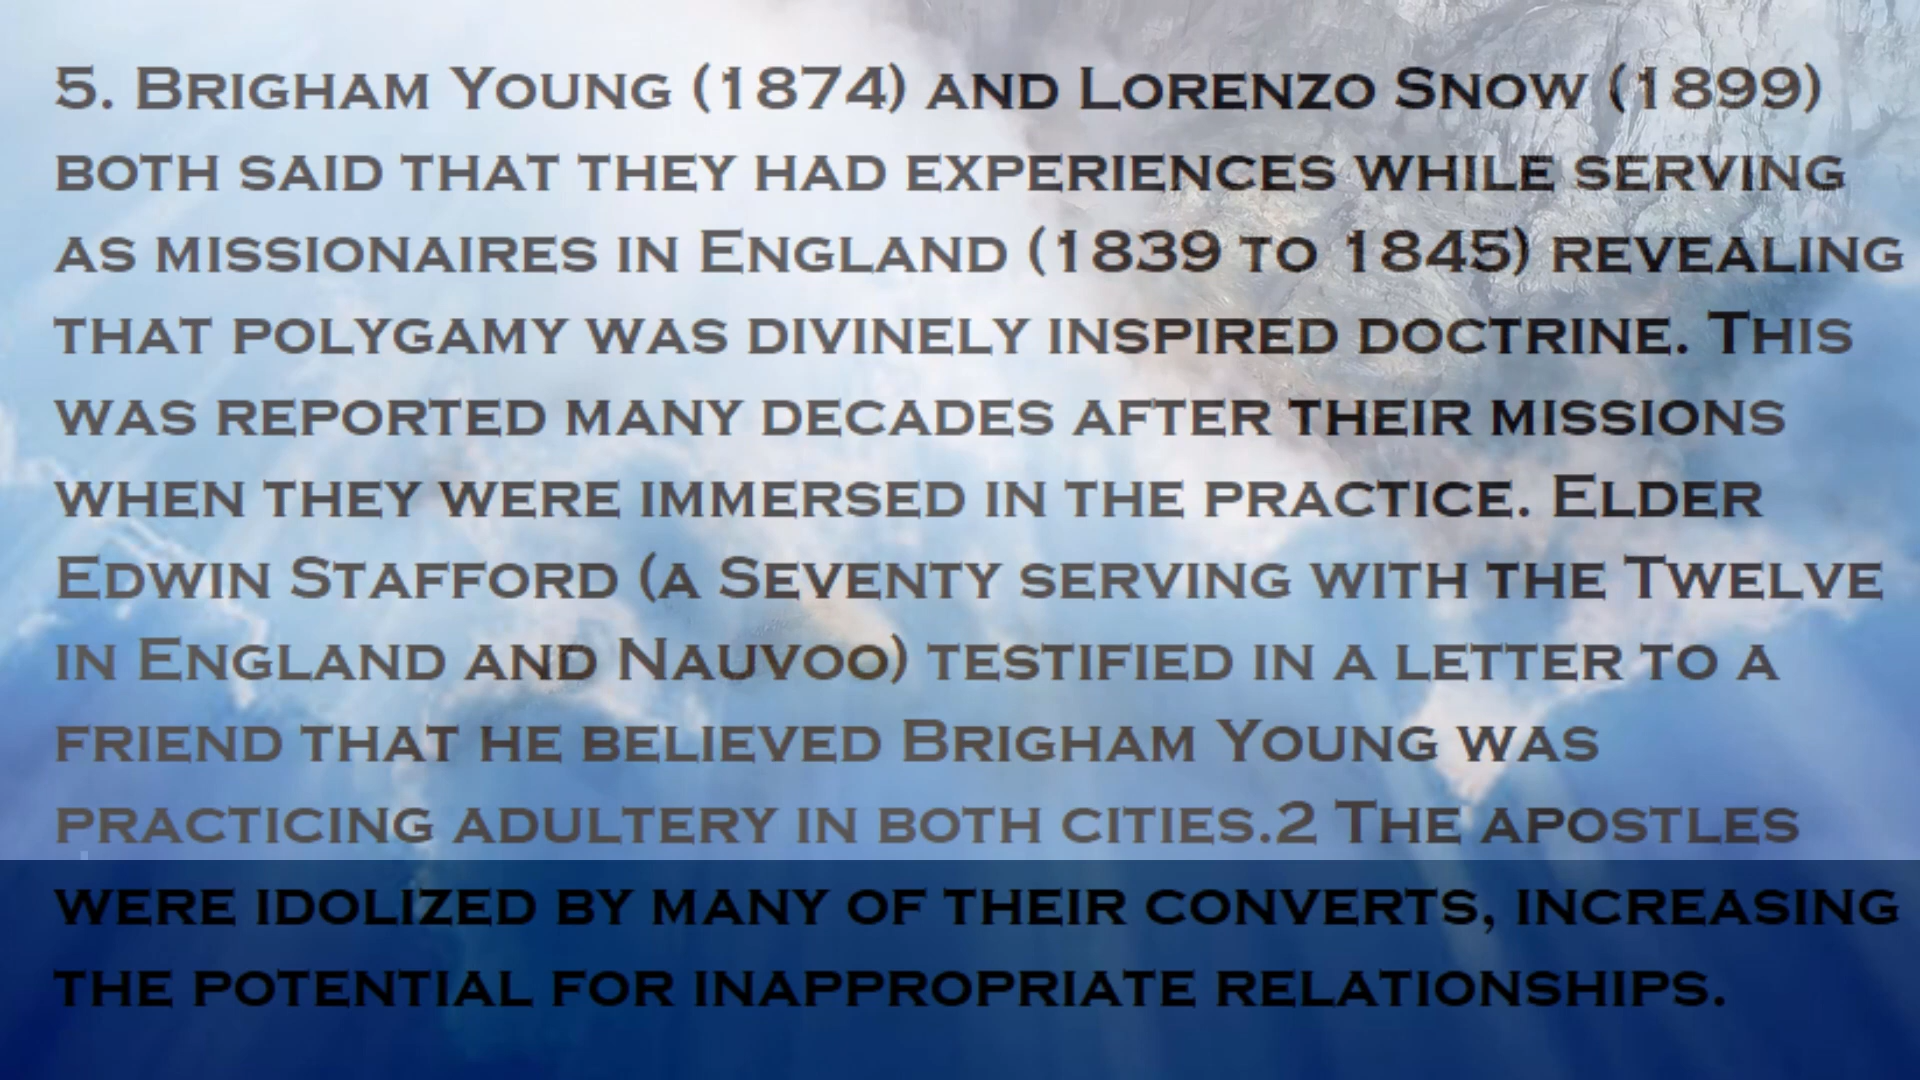 5. Brigham Young (1874) and Lorenzo Snow (1899)
both said that they had experiences while serving
as missionaires in England (1839 to 1845) revealing
that polygamy was divinely inspired doctrine. This
was reported many decades after their missions
when they were immersed in the practice. Elder
Edwin Stafford (a Seventy serving with the Twelve
in England and Nauvoo) testified in a letter to a
friend that he believed Brigham Young was
practicing adultery in both cities.2 The apostles
were idolized by many of their converts, increasing
the potential for inappropriate relationships.